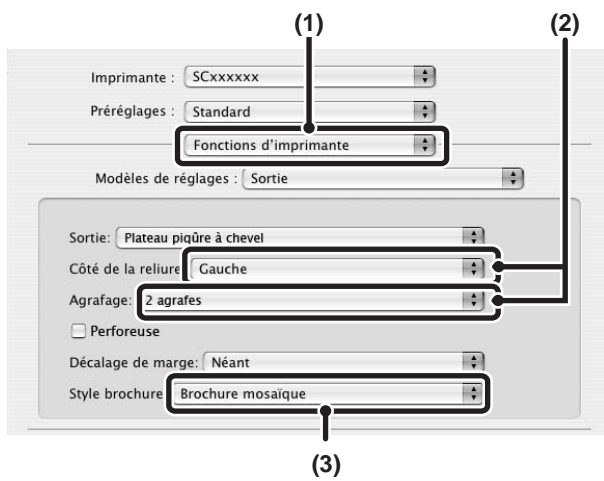 (1) (2)
Imprimante : SCxxxxxx
Préréglages : Standard
Fonctions d’imprimante
Modèles de réglages : Sortie
Sortie: Plateau piqûre à chevel
Côté de la reliure Gauche
Agrafage: 2 agrafes
Perforeuse
Décalage de marge: Néant
Style brochure Brochure mosaïque
(3)